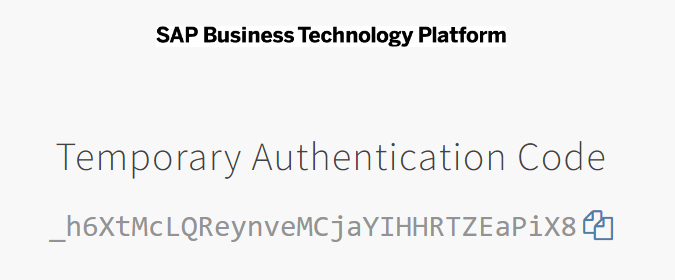 SAP Business Technology Platform
Temporary Authentication Code
_h6XtMcLQReynveMCjaYIHHRTZEaPiX8